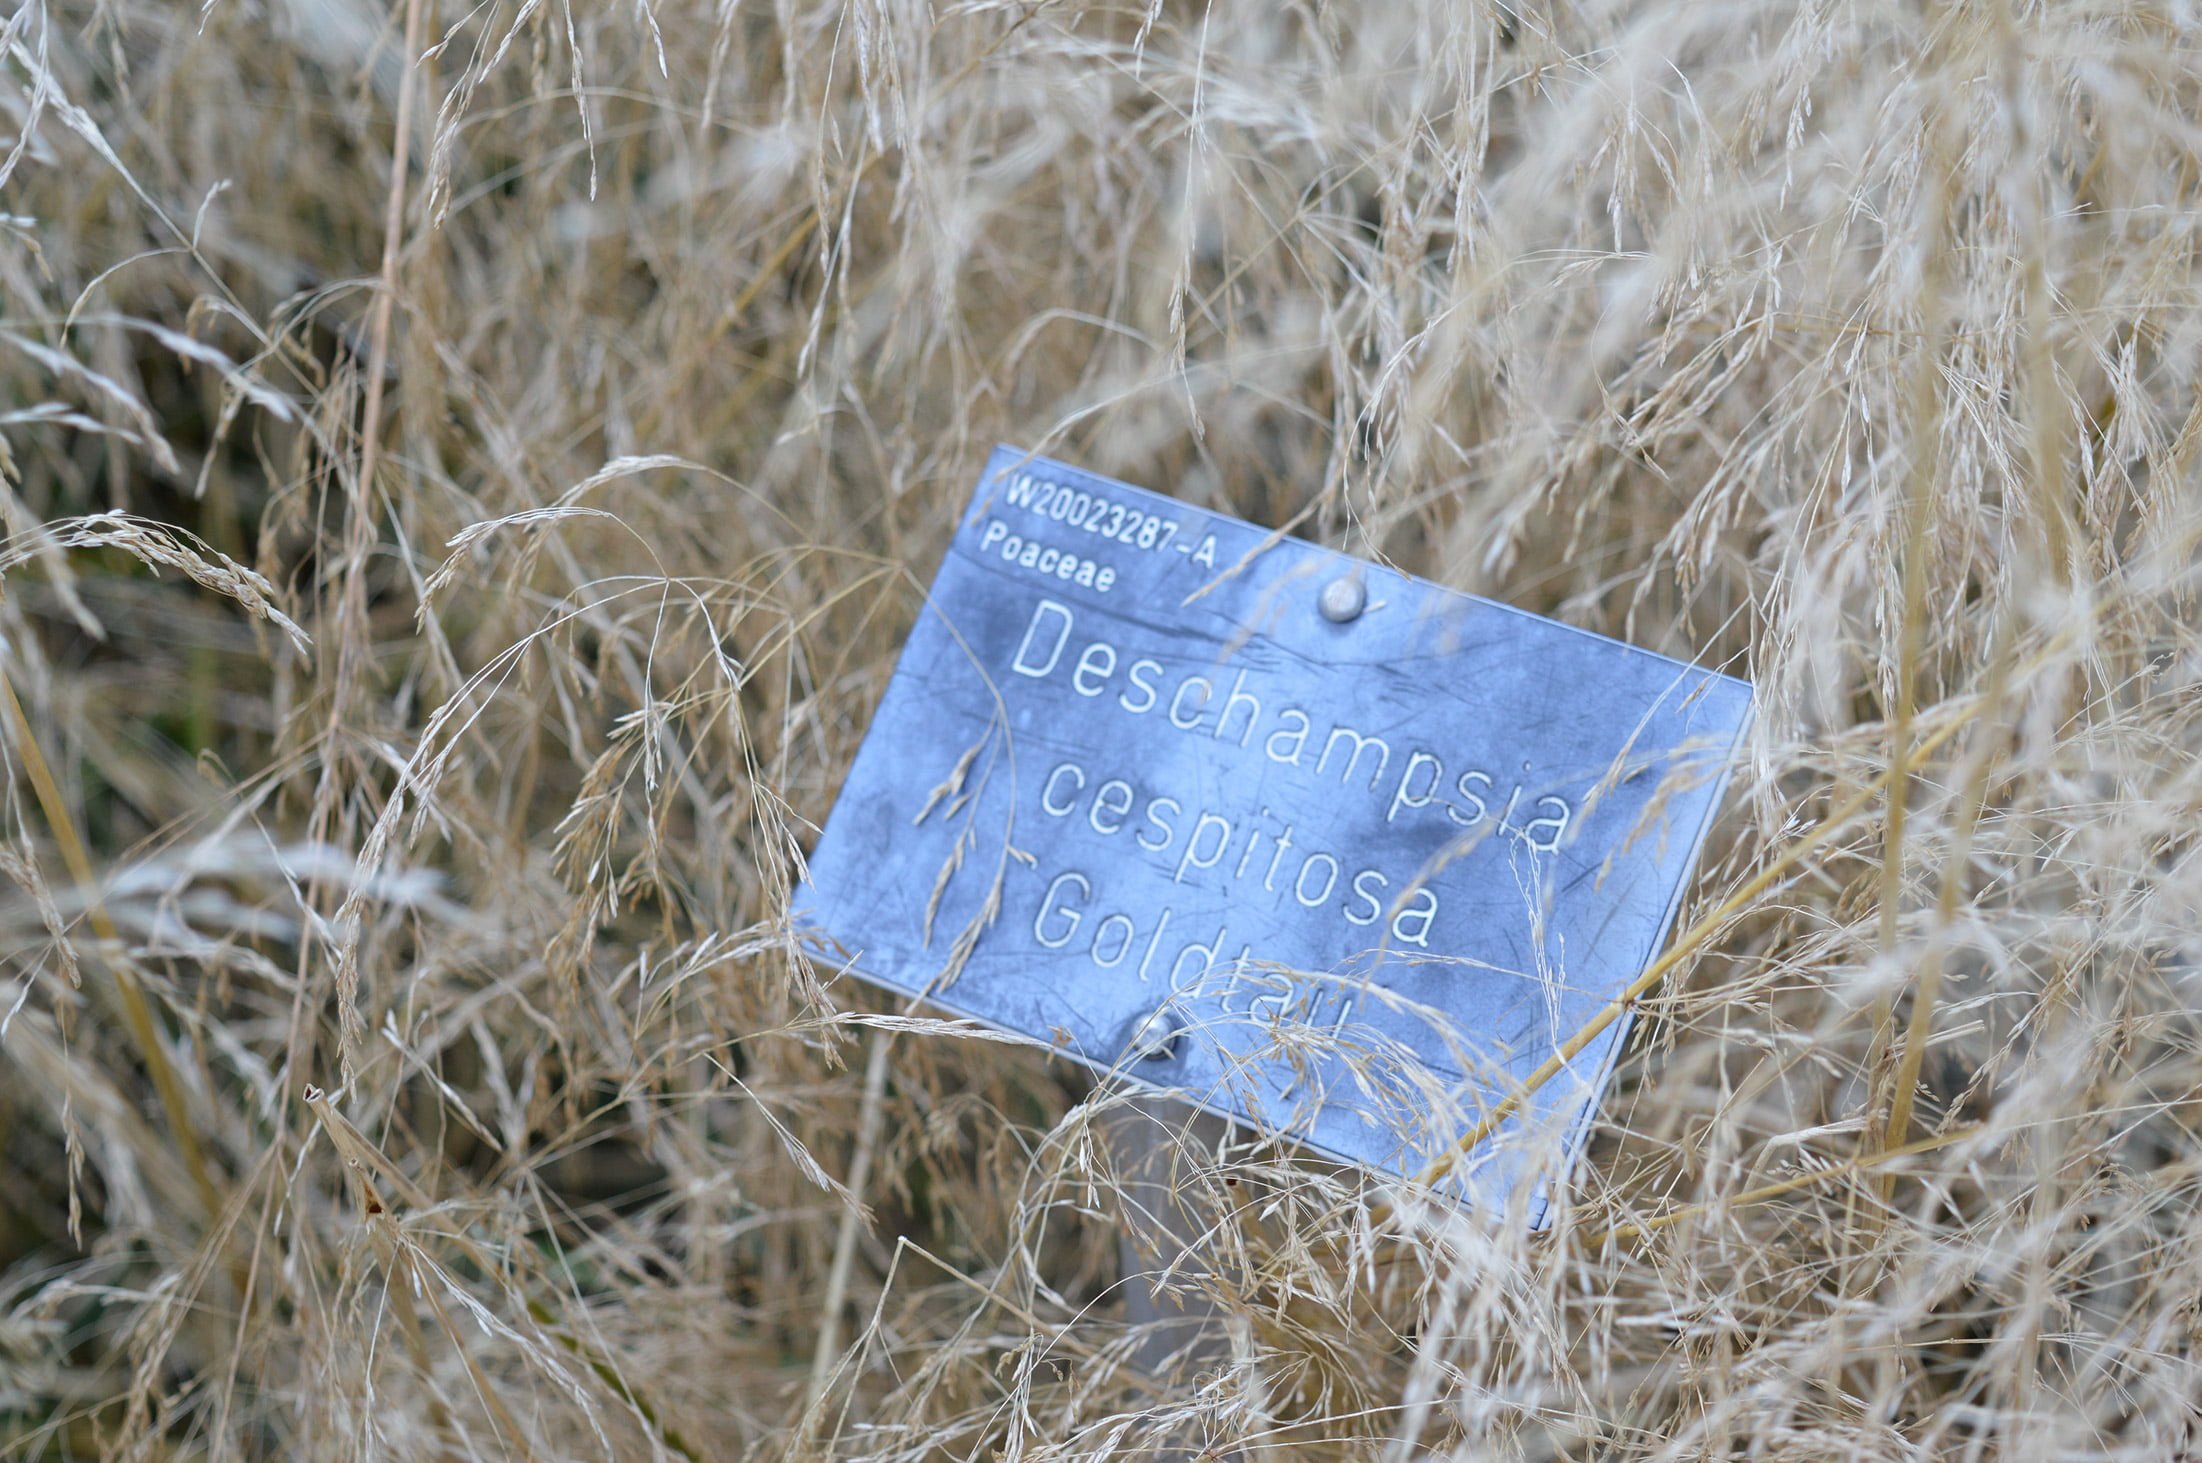 W20023287-A
Poaceae
Deschampsia
cespitosa
'Goldtau'